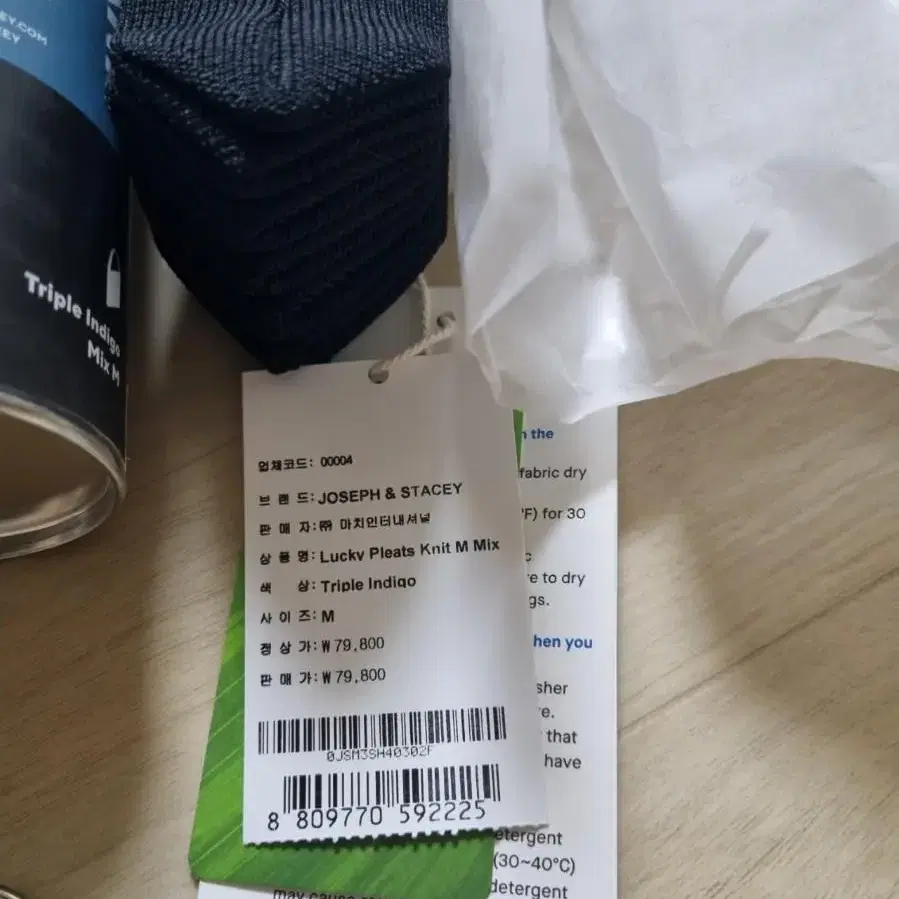 EY.COM
EY
Triple Indigo
Mix M
업체코드: 00004
브 랜 드: JOSEPH & STACEY
판 매 자: ㈜ 마치인터내셔널
상 품 명: Lucky Pleats Knit M Mix
색 상: Triple Indigo
사 이 즈: M
정 상 가: ₩ 79,800
판 매 가: ₩ 79,800
0JSM3SH40302F
8 809770 592225
n the
fabric dry
°F) for 30
c
re to dry
gs.
hen you
sher
re.
that
have
etergent
(30~40°C)
detergent
may cause